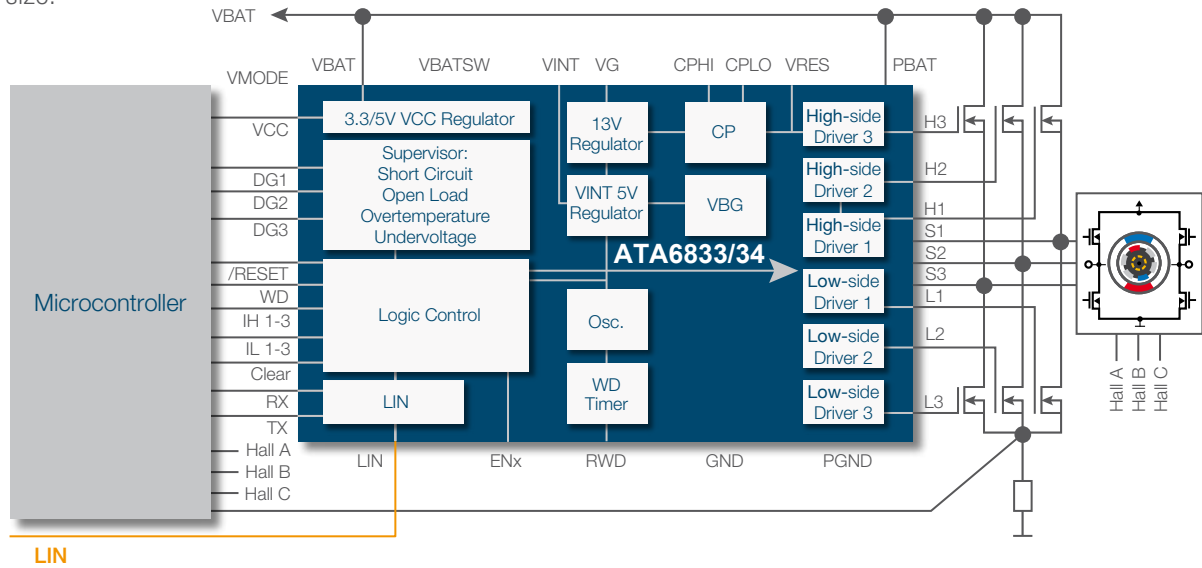 size.
VBAT
VBAT
VBATSW
VINT
VG
CPHI
CPLO
VRES
PBAT
VMODE
VCC
DG1
DG2
DG3
/RESET
WD
IH 1-3
IL 1-3
Clear
RX
TX
Hall A
Hall B
Hall C
Microcontroller
3.3/5V VCC Regulator
Supervisor:
Short Circuit
Open Load
Overtemperature
Undervoltage
Logic Control
LIN
13V
Regulator
VINT 5V
Regulator
CP
VBG
ATA6833/34
Osc.
WD
Timer
High-side
Driver 3
High-side
Driver 2
High-side
Driver 1
Low-side
Driver 1
Low-side
Driver 2
Low-side
Driver 3
H3
H2
H1
S1
S2
S3
L1
L2
L3
Hall A
Hall B
Hall C
LIN
ENx
RWD
GND
PGND
LIN